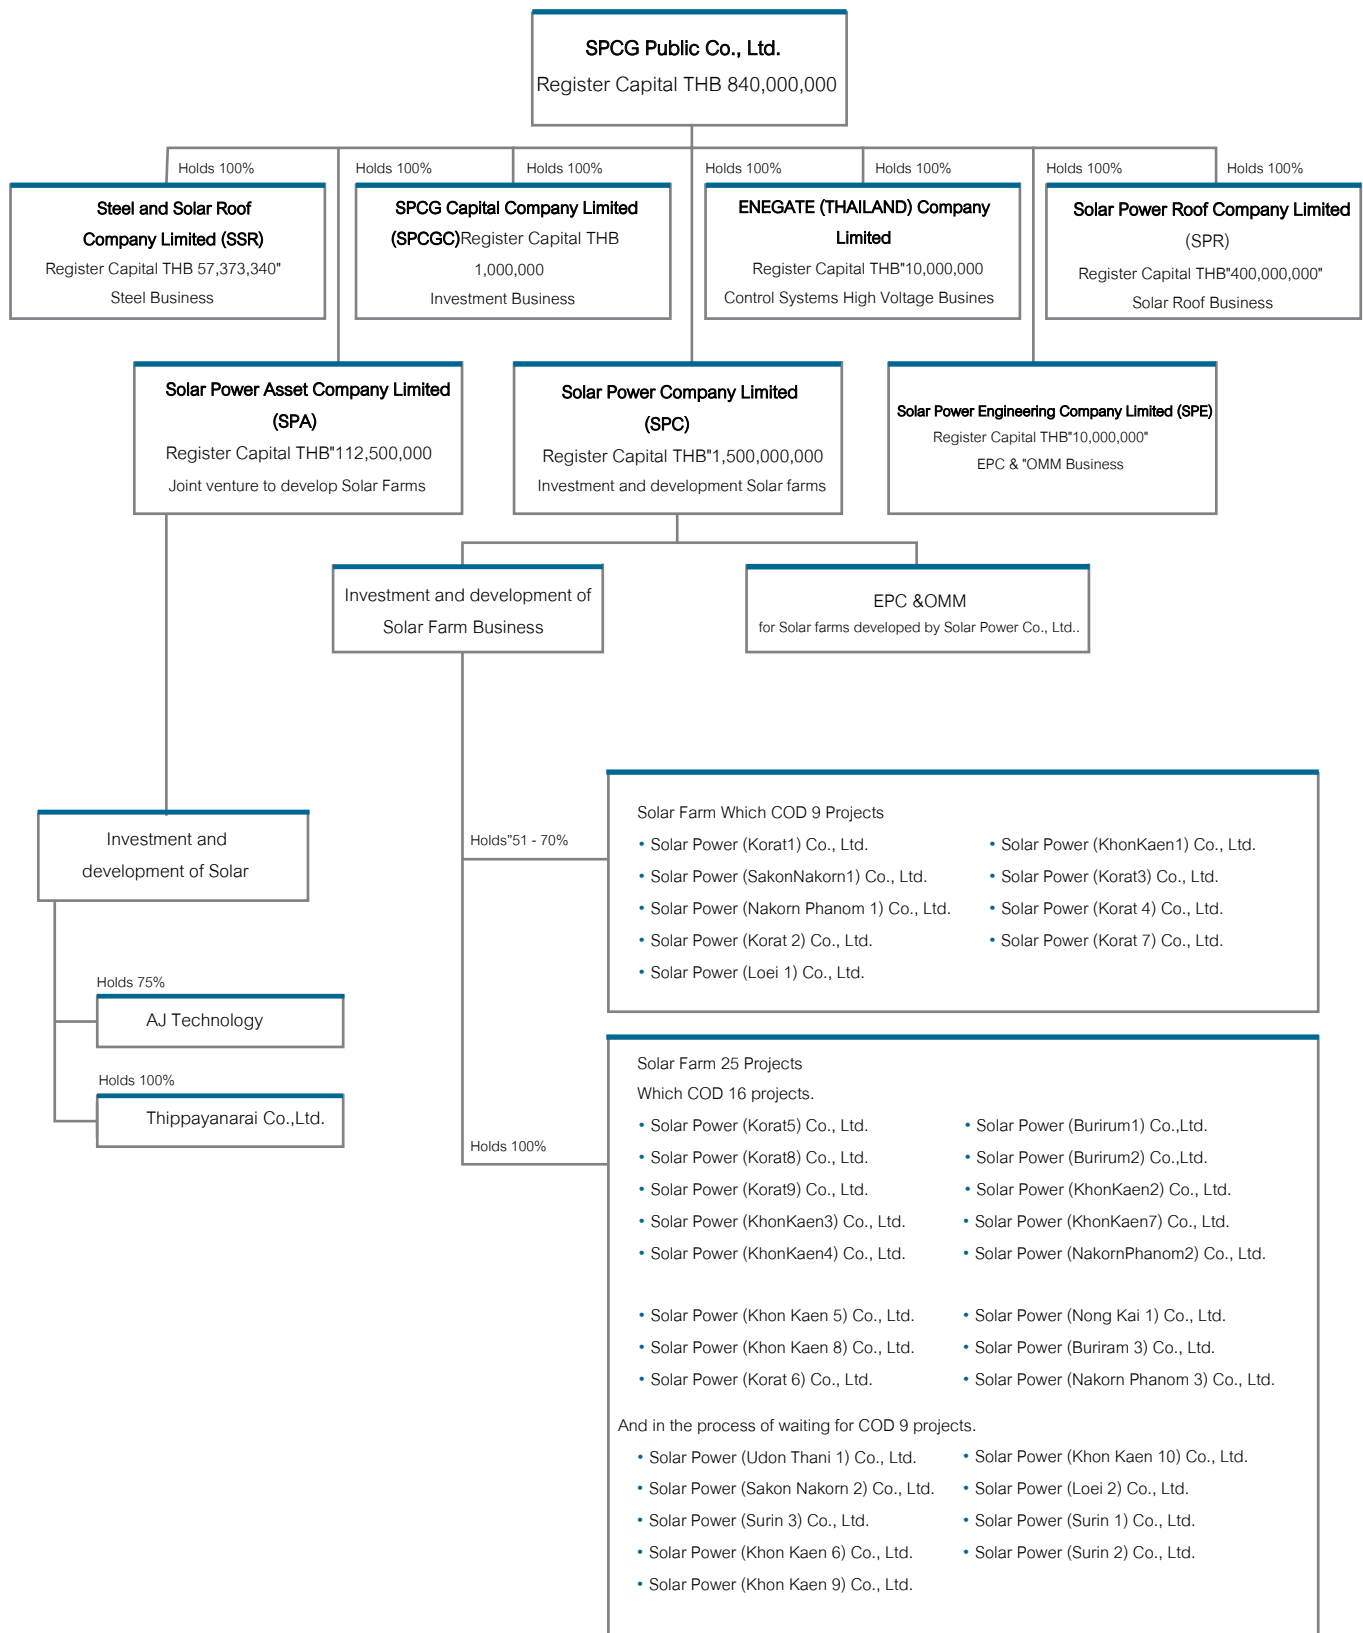 SPCG Public Co., Ltd.
Register Capital THB 840,000,000
Holds 100%
Holds 100%
Holds 100%
Holds 100%
Holds 100%
Holds 100%
Holds 100%
Steel and Solar Roof
Company Limited (SSR)
Register Capital THB 57,373,340"
Steel Business
SPCG Capital Company Limited
(SPCGC)Register Capital THB
1,000,000
Investment Business
ENEGATE (THAILAND) Company
Limited
Register Capital THB"10,000,000
Control Systems High Voltage Busines
Solar Power Roof Company Limited
(SPR)
Register Capital THB"400,000,000"
Solar Roof Business
Solar Power Asset Company Limited
(SPA)
Register Capital THB"112,500,000
Joint venture to develop Solar Farms
Solar Power Company Limited
(SPC)
Register Capital THB"1,500,000,000
Investment and development Solar farms
Solar Power Engineering Company Limited (SPE)
Register Capital THB"10,000,000"
EPC & "OMM Business
Investment and development of
Solar Farm Business
EPC &OMM
for Solar farms developed by Solar Power Co., Ltd..
Investment and
development of Solar
Holds 75%
AJ Technology
Holds 100%
Thippayanarai Co.,Ltd.
Holds"51 - 70%
Solar Farm Which COD 9 Projects
• Solar Power (Korat1) Co., Ltd.
• Solar Power (SakonNakorn1) Co., Ltd.
• Solar Power (Nakorn Phanom 1) Co., Ltd.
• Solar Power (Korat 2) Co., Ltd.
• Solar Power (Loei 1) Co., Ltd.
• Solar Power (KhonKaen1) Co., Ltd.
• Solar Power (Korat3) Co., Ltd.
• Solar Power (Korat 4) Co., Ltd.
• Solar Power (Korat 7) Co., Ltd.
Holds 100%
Solar Farm 25 Projects
Which COD 16 projects.
• Solar Power (Korat5) Co., Ltd.
• Solar Power (Korat8) Co., Ltd.
• Solar Power (Korat9) Co., Ltd.
• Solar Power (KhonKaen3) Co., Ltd.
• Solar Power (KhonKaen4) Co., Ltd.
• Solar Power (Burirum1) Co.,Ltd.
• Solar Power (Burirum2) Co.,Ltd.
• Solar Power (KhonKaen2) Co., Ltd.
• Solar Power (KhonKaen7) Co., Ltd.
• Solar Power (NakornPhanom2) Co., Ltd.
• Solar Power (Khon Kaen 5) Co., Ltd.
• Solar Power (Khon Kaen 8) Co., Ltd.
• Solar Power (Korat 6) Co., Ltd.
• Solar Power (Nong Kai 1) Co., Ltd.
• Solar Power (Buriram 3) Co., Ltd.
• Solar Power (Nakorn Phanom 3) Co., Ltd.
And in the process of waiting for COD 9 projects.
• Solar Power (Udon Thani 1) Co., Ltd.
• Solar Power (Sakon Nakorn 2) Co., Ltd.
• Solar Power (Surin 3) Co., Ltd.
• Solar Power (Khon Kaen 6) Co., Ltd.
• Solar Power (Khon Kaen 9) Co., Ltd.
• Solar Power (Khon Kaen 10) Co., Ltd.
• Solar Power (Loei 2) Co., Ltd.
• Solar Power (Surin 1) Co., Ltd.
• Solar Power (Surin 2) Co., Ltd.